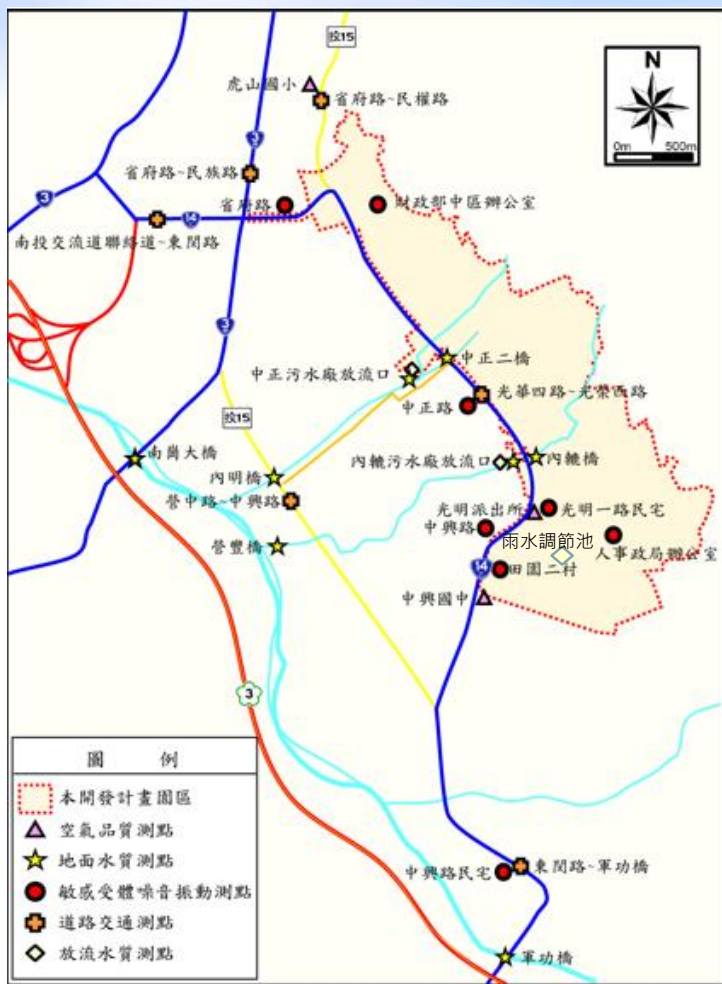 投15
N
0m 500m
虎山國小
省府路~民權路
3
省府路~民族路
3
省府路
財政部中區辦公室
14
南投交流道聯絡道~東閔路
3
中正二橋
中正污水廠放流口
光華四路~光榮西路
中正路
投15
南崗大橋
內轆污水廠放流口
內轆橋
內明橋
營中路~中興路
光明派出所
光明一路民宅
中興路
雨水調節池
人事政局辦公室
營豐橋
14
田園二村
中興國中
3
圖 例
本開發計畫園區
空氣品質測點
地面水質測點
敏感受體噪音振動測點
道路交通測點
放流水質測點
中興路民宅
東閔路~軍功橋
軍功橋